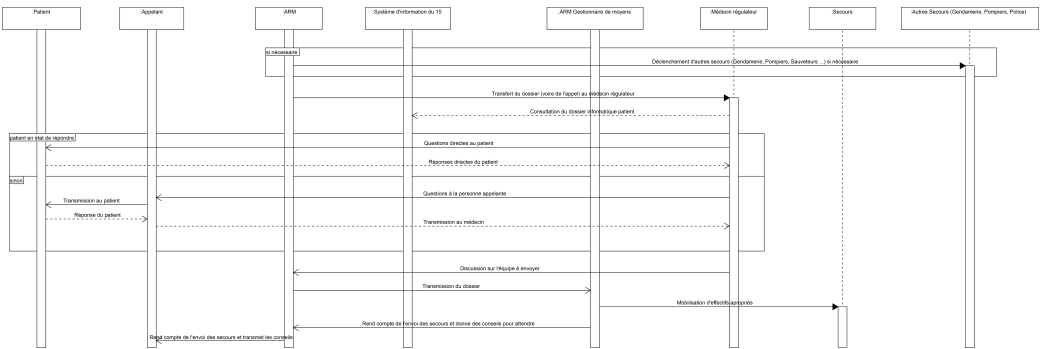 :Patient
:Appelant
:ARM
:Système d'information du 15
:ARM Gestionnaire de moyens
:Médecin régulateur
:Secours
:Autres Secours (Gendarmerie, Pompiers, Police)
si nécessaire
Déclenchement d'autres secours (Gendamerie, Pompiers, Sauveteurs ...) si nécessaire
Transfert du dossier (voire de l'appel) au médecin régulateur
Consultation du dossier informatique patient
patient en état de répondre
Questions directes au patient
Réponses directes du patient
sinon
Questions à la personne appelante
Transmission au patient
Réponse du patient
Transmission au médecin
Discussion sur l'équipe à envoyer
Transmission du dossier
Mobilisation d'effectifs apropriés
Rend compte de l'envoi des secours et donne des conseils pour attendre
Rend compte de l'envoi des secours et transmet les conseils